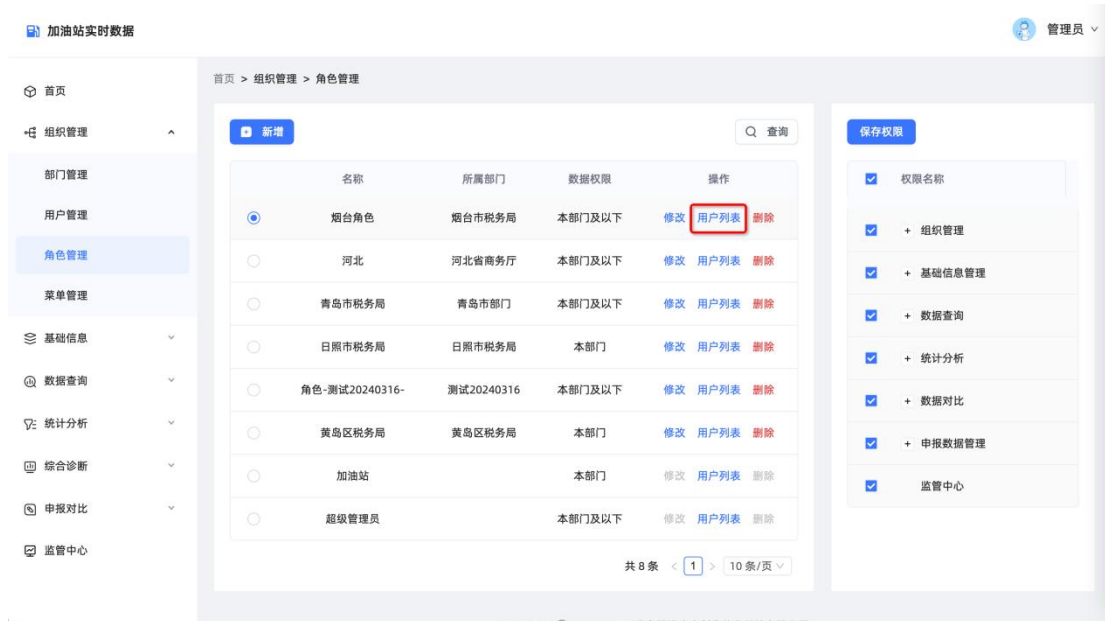 加油站实时数据
管理员
首页
组织管理
部门管理
用户管理
角色管理
菜单管理
基础信息
数据查询
统计分析
综合诊断
申报对比
监管中心
首页 > 组织管理 > 角色管理
新增
查询
名称 所属部门 数据权限 操作
烟台角色 烟台市税务局 本部门及以下 修改 用户列表 删除
河北 河北省商务厅 本部门及以下 修改 用户列表 删除
青岛市税务局 青岛市部门 本部门及以下 修改 用户列表 删除
日照市税务局 日照市税务局 本部门 修改 用户列表 删除
角色-测试20240316- 测试20240316 本部门及以下 修改 用户列表 删除
黄岛区税务局 黄岛区税务局 本部门 修改 用户列表 删除
加油站 本部门 修改 用户列表 删除
超级管理员 本部门及以下 修改 用户列表 删除
共 8 条 < 1 > 10 条/页
保存权限
权限名称
+ 组织管理
+ 基础信息管理
+ 数据查询
+ 统计分析
+ 数据对比
+ 申报数据管理
监管中心